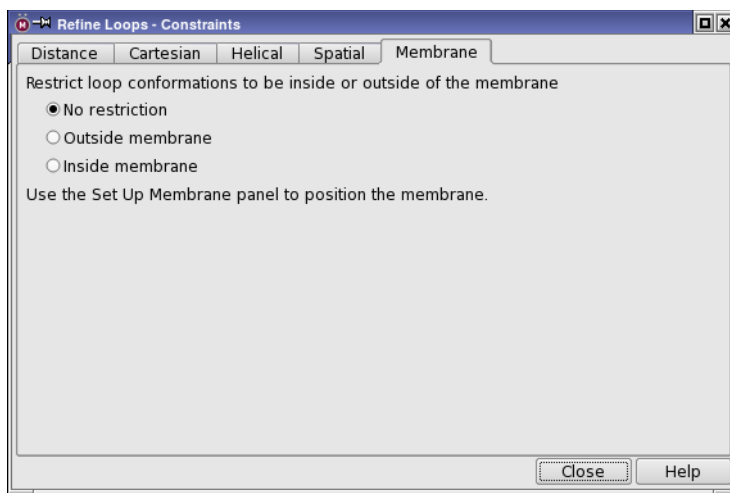 Refine Loops - Constraints
Distance Cartesian Helical Spatial Membrane
Restrict loop conformations to be inside or outside of the membrane
No restriction
Outside membrane
Inside membrane
Use the Set Up Membrane panel to position the membrane.
Close Help